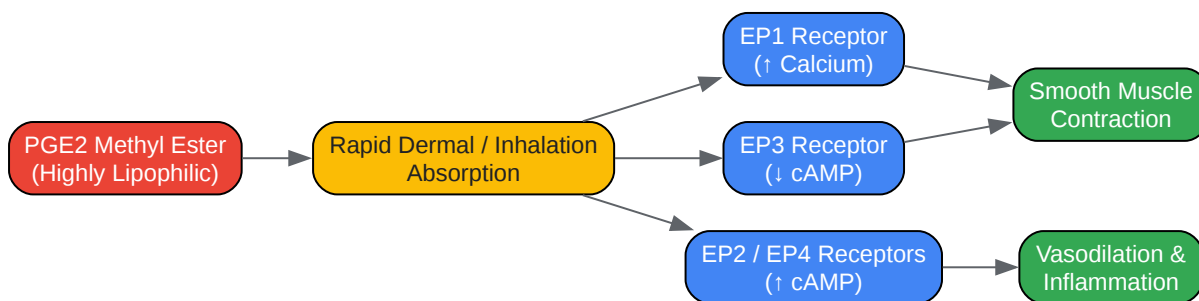 PGE2 Methyl Ester
(Highly Lipophilic)
Rapid Dermal / Inhalation
Absorption
EP1 Receptor
(↑ Calcium)
EP3 Receptor
(↓ cAMP)
EP2 / EP4 Receptors
(↑ cAMP)
Smooth Muscle
Contraction
Vasodilation &
Inflammation